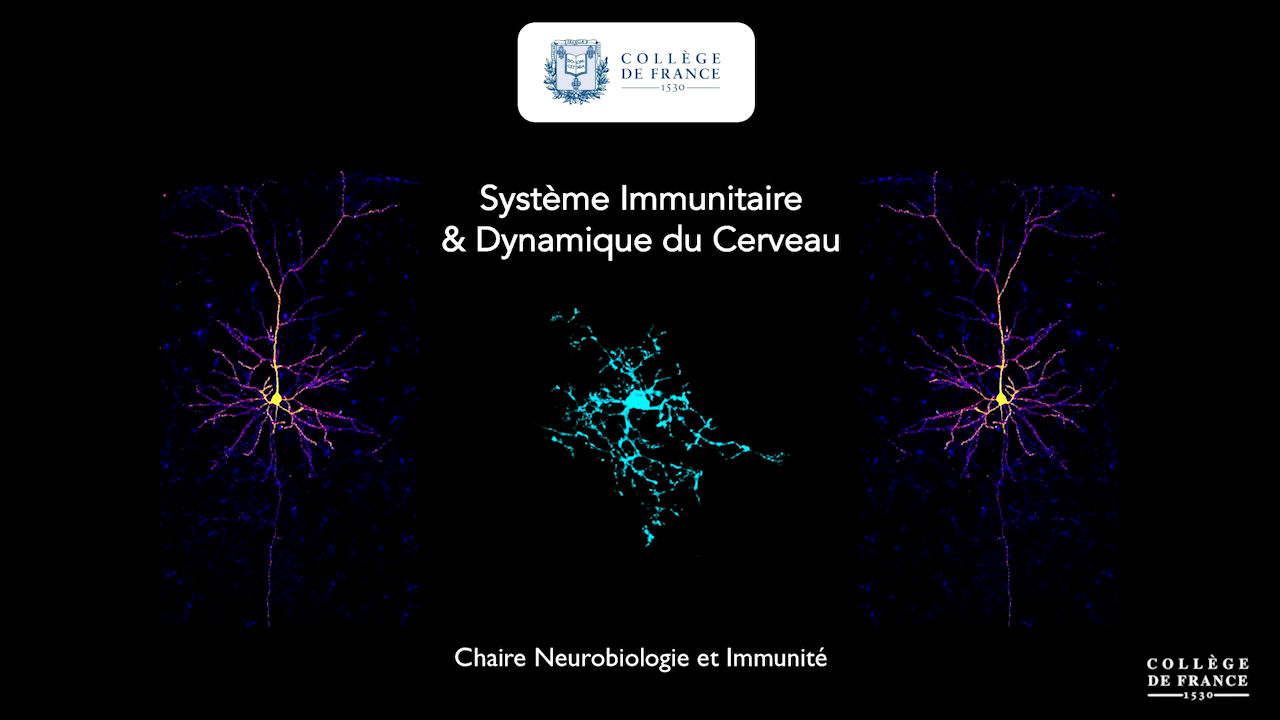 COLLÈGE
DE FRANCE
1530
Système Immunitaire
& Dynamique du Cerveau
Chaire Neurobiologie et Immunité
COLLÈGE
DE FRANCE
1530